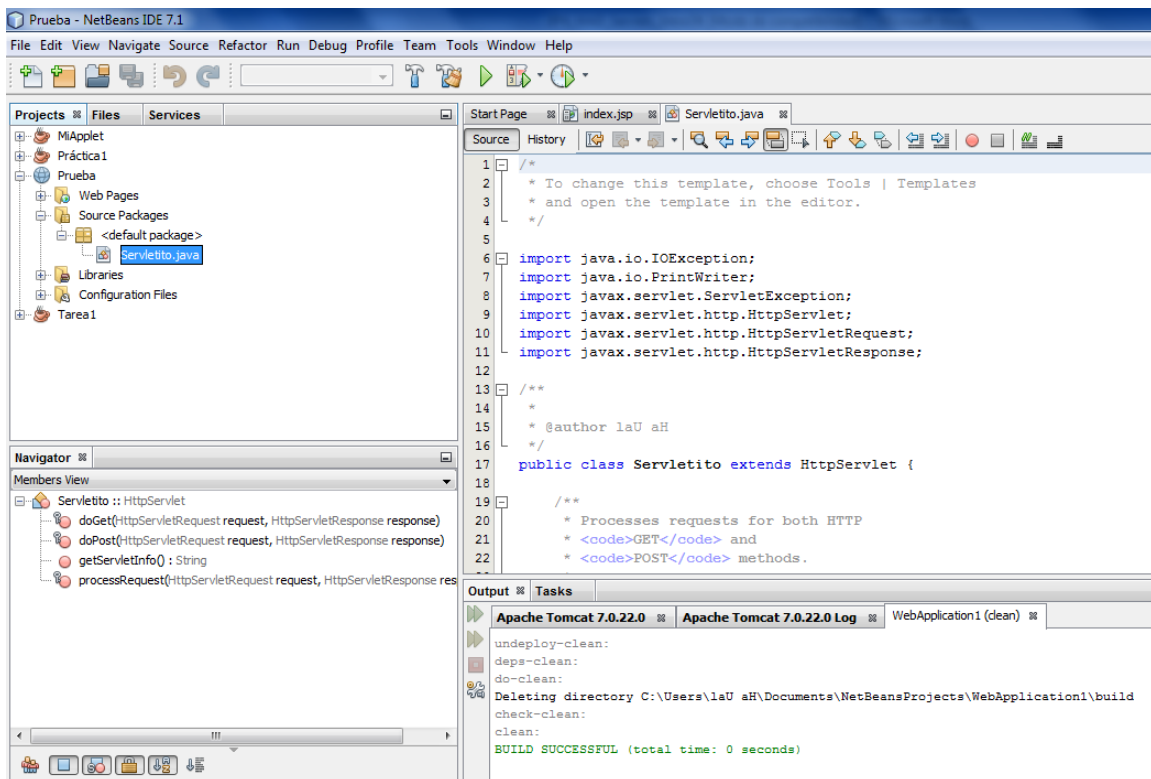 Prueba - NetBeans IDE 7.1
File Edit View Navigate Source Refactor Run Debug Profile Team Tools Window Help
Projects Files Services
MiApplet
Práctica1
Prueba
Web Pages
Source Packages
<default package>
Servletito.java
Libraries
Configuration Files
Tarea1
Navigator
Members View
Servletito :: HttpServlet
doGet(HttpServletRequest request, HttpServletResponse response)
doPost(HttpServletRequest request, HttpServletResponse response)
getServletInfo() : String
processRequest(HttpServletRequest request, HttpServletResponse res
Start Page index.jsp Servletito.java
Source History
1 /*
2 * To change this template, choose Tools | Templates
3 * and open the template in the editor.
4 */
5
6 import java.io.IOException;
7 import java.io.PrintWriter;
8 import javax.servlet.ServletException;
9 import javax.servlet.http.HttpServlet;
10 import javax.servlet.http.HttpServletRequest;
11 import javax.servlet.http.HttpServletResponse;
12
13 /**
14 *
15 * @author laU aH
16 */
17 public class Servletito extends HttpServlet {
18
19 /**
20 * Processes requests for both HTTP
21 * <code>GET</code> and
22 * <code>POST</code> methods.
Output Tasks
Apache Tomcat 7.0.22.0 Apache Tomcat 7.0.22.0 Log WebApplication1 (clean)
undeploy-clean:
deps-clean:
do-clean:
Deleting directory C:\Users\laU aH\Documents\NetBeansProjects\WebApplication1\build
check-clean:
clean:
BUILD SUCCESSFUL (total time: 0 seconds)